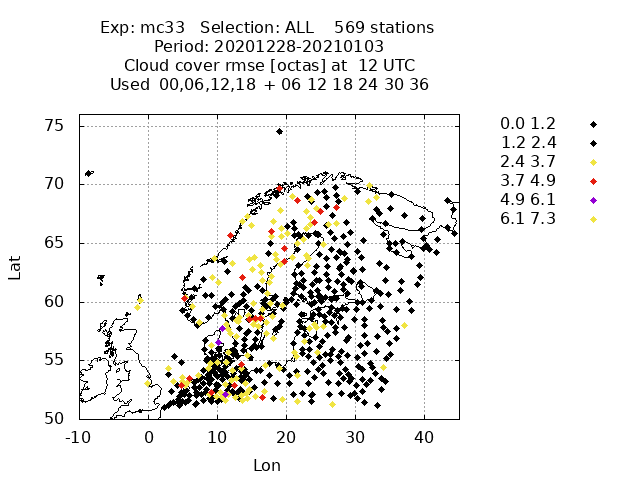 Exp: mc33 Selection: ALL 569 stations
Period: 20201228-20210103
Cloud cover rmse [octas] at 12 UTC
Used 00,06,12,18 + 06 12 18 24 30 36
75
70
65
60
55
50
Lat
-10 0 10 20 30 40
Lon
0.0 1.2
1.2 2.4
2.4 3.7
3.7 4.9
4.9 6.1
6.1 7.3